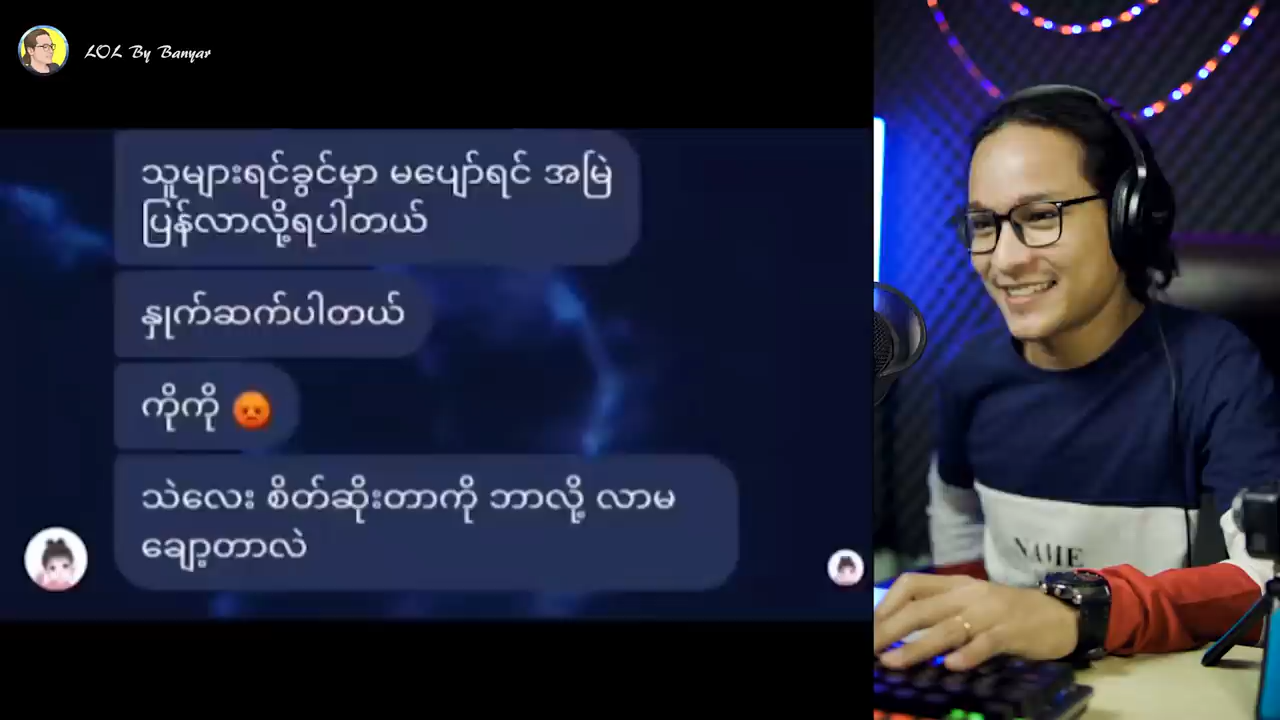 LOL By Banyar
သူများရင်ခွင်မှာ မပျော်ရင် အမြဲ
ပြန်လာလို့ရပါတယ်
နှုက်ဆက်ပါတယ်
ကိုကို 😡
သဲလေး စိတ်ဆိုးတာကို ဘာလို့ လာမ
ချော့တာလဲ
NAME